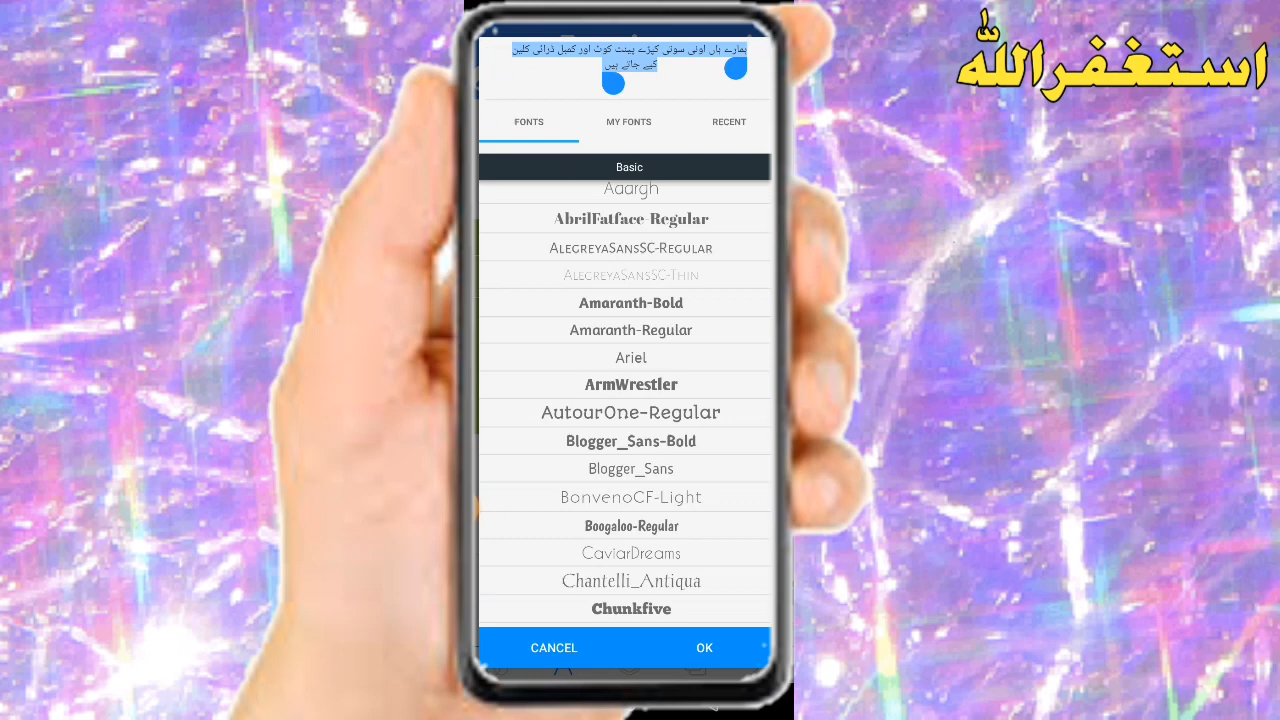 استغفرالله
ہمارے ہاں اونی سوتی کپڑے پینٹ کوٹ اور کمبل ڈرائی کلین
کیے جاتے ہیں
FONTS
MY FONTS
RECENT
Basic
Aaargh
AbrilFatface-Regular
AlegreyaSansSC-Regular
AlegreyaSansSC-Thin
Amaranth-Bold
Amaranth-Regular
Ariel
ArmWrestler
AutourOne-Regular
Blogger_Sans-Bold
Blogger_Sans
BonvenoCF-Light
Boogaloo-Regular
CaviarDreams
Chantelli_Antiqua
Chunkfive
CANCEL
OK